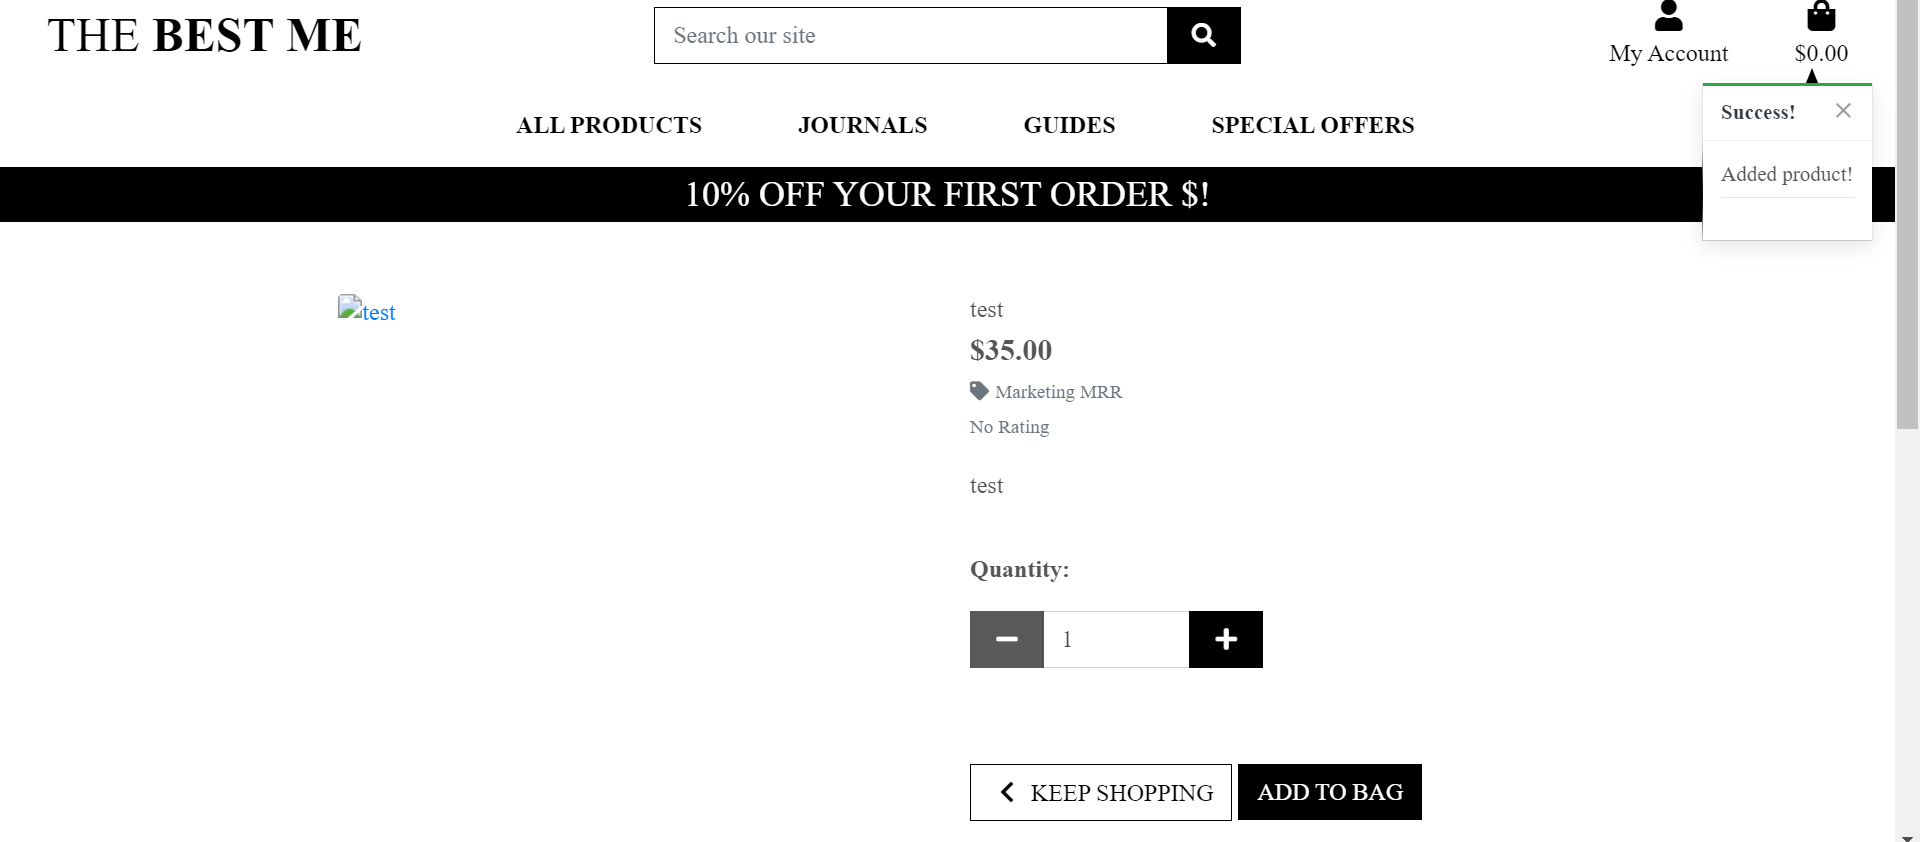 THE BEST ME
Search our site
My Account
$0.00
ALL PRODUCTS
JOURNALS
GUIDES
SPECIAL OFFERS
Success!
Added product!
10% OFF YOUR FIRST ORDER $!
test
test
$35.00
Marketing MRR
No Rating
test
Quantity:
1
KEEP SHOPPING
ADD TO BAG